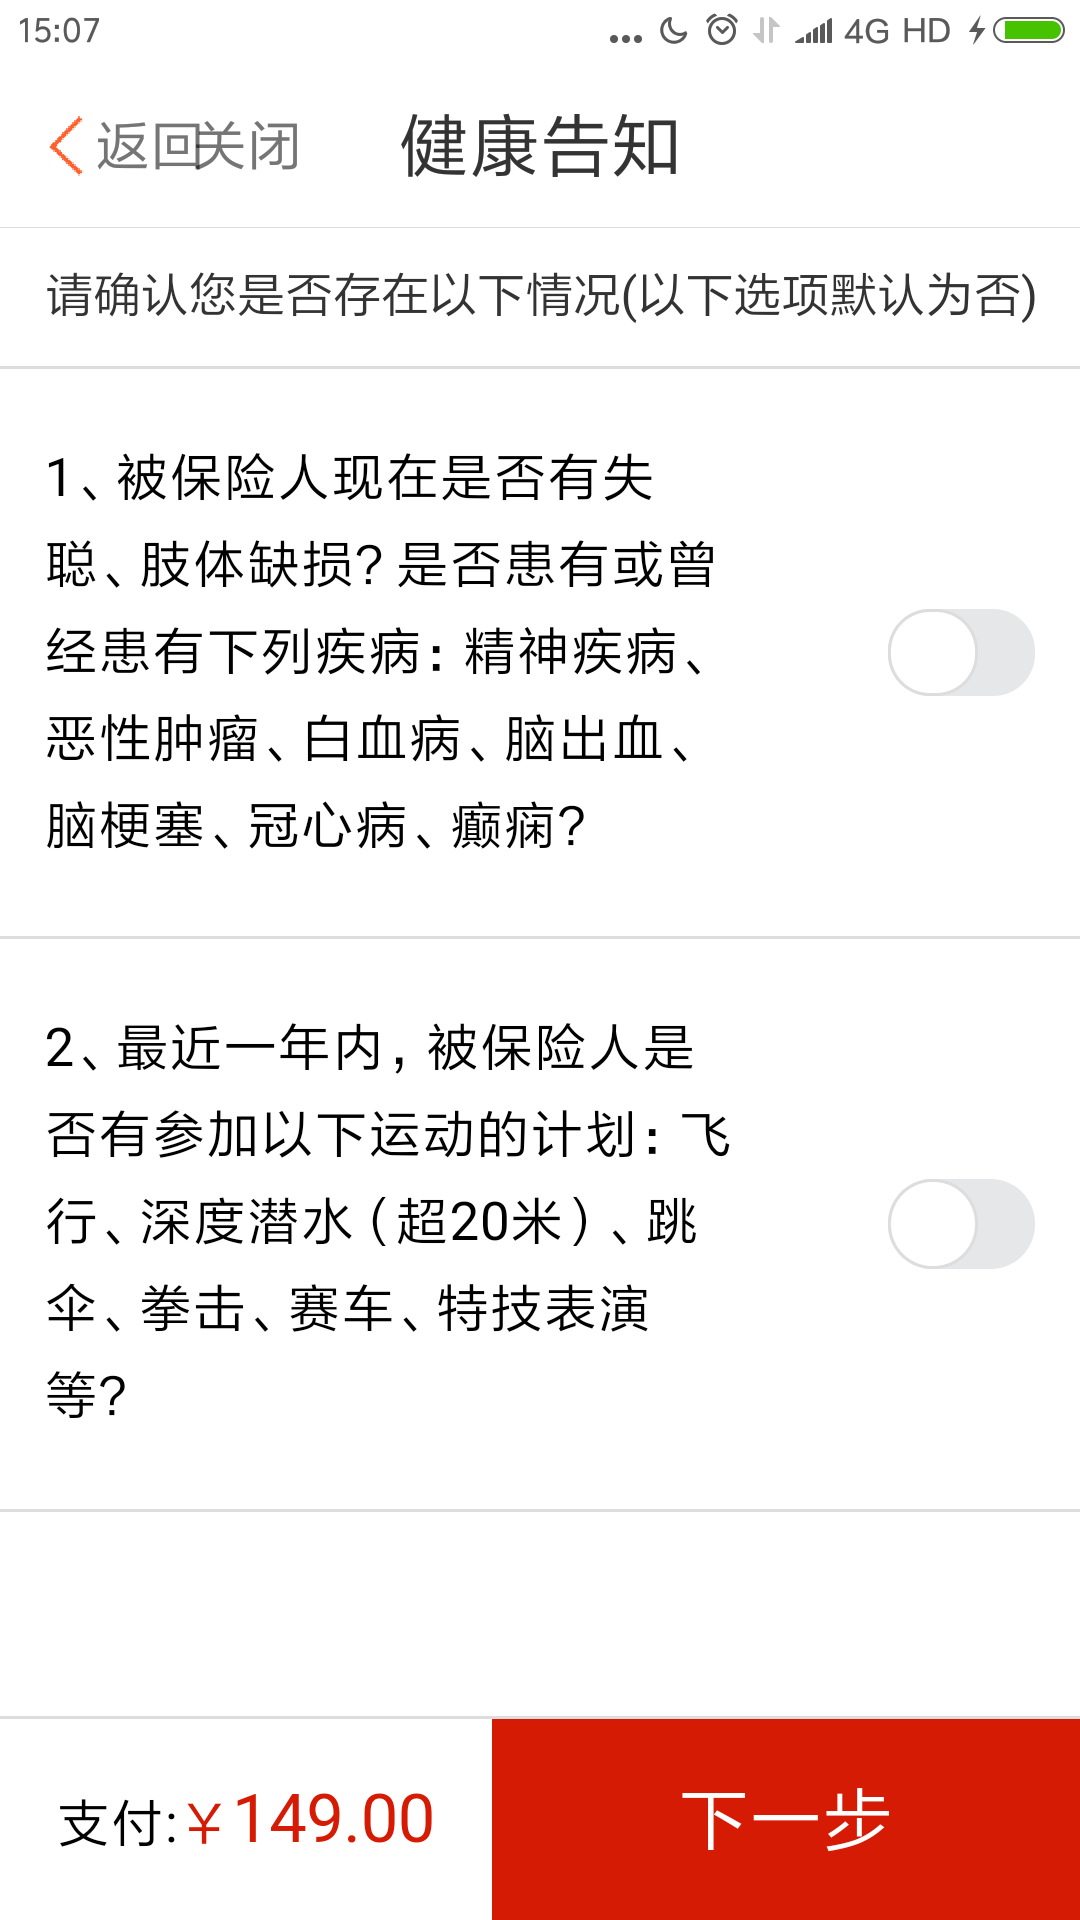 15:07
4G HD
返回关闭 健康告知
请确认您是否存在以下情况(以下选项默认为否)
1、被保险人现在是否有失
聪、肢体缺损？是否患有或曾
经患有下列疾病：精神疾病、
恶性肿瘤、白血病、脑出血、
脑梗塞、冠心病、癫痫？
2、最近一年内，被保险人是
否有参加以下运动的计划：飞
行、深度潜水（超20米）、跳
伞、拳击、赛车、特技表演
等？
支付:￥149.00
下一步